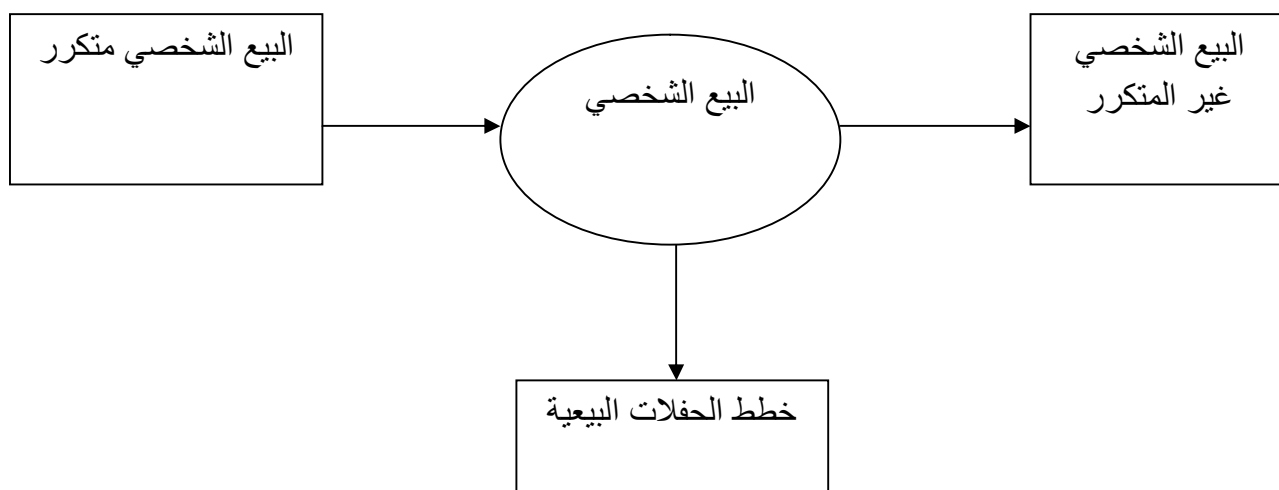 البيع الشخصي
غير المتكرر
البيع الشخصي
البيع الشخصي متكرر
خطط الحفلات البيعية